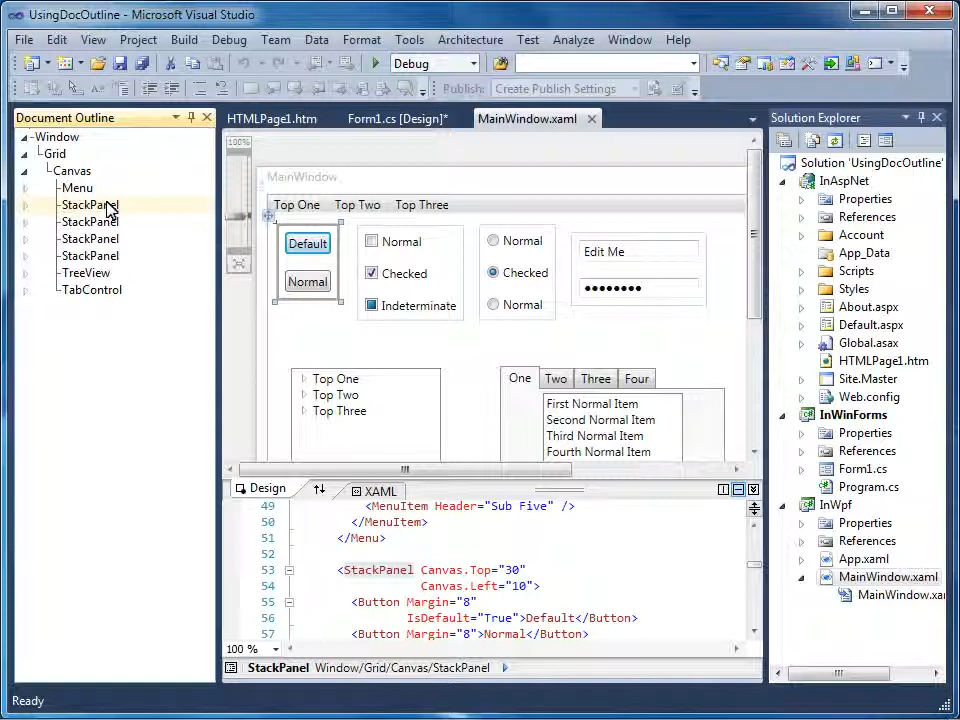 UsingDocOutline - Microsoft Visual Studio
File Edit View Project Build Debug Team Data Format Tools Architecture Test Analyze Window Help
Debug
Publish: Create Publish Settings
Document Outline
Window
Grid
Canvas
Menu
StackPanel
StackPanel
StackPanel
StackPanel
TreeView
TabControl
HTMLPage1.htm Form1.cs [Design]* MainWindow.xaml
100%
MainWindow
Top One Top Two Top Three
Default
Normal
Normal
Checked
Indeterminate
Normal
Checked
Normal
Edit Me
Top One
Top Two
Top Three
One Two Three Four
First Normal Item
Second Normal Item
Third Normal Item
Fourth Normal Item
Design XAML
49 <MenuItem Header="Sub Five" />
50 </MenuItem>
51 </Menu>
52
53 <StackPanel Canvas.Top="30"
54 Canvas.Left="10">
55 <Button Margin="8"
56 IsDefault="True">Default</Button>
57 <Button Margin="8">Normal</Button>
100 %
StackPanel Window/Grid/Canvas/StackPanel
Solution Explorer
Solution 'UsingDocOutline'
InAspNet
Properties
References
Account
App_Data
Scripts
Styles
About.aspx
Default.aspx
Global.asax
HTMLPage1.htm
Site.Master
Web.config
InWinForms
Properties
References
Form1.cs
Program.cs
InWpf
Properties
References
App.xaml
MainWindow.xaml
MainWindow.xa
Ready